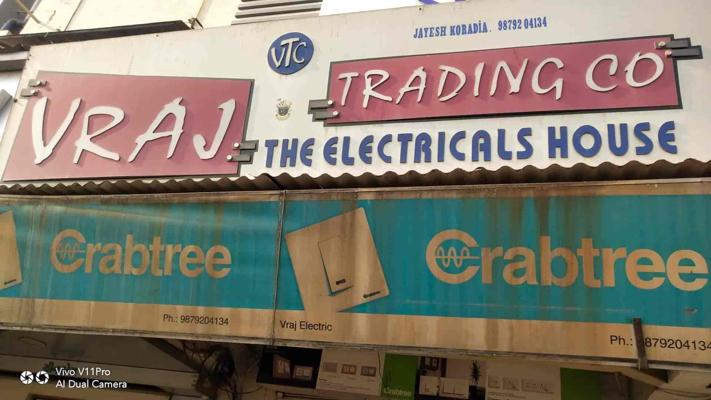 JAYESH KORADIA. 98792 04134
VTC
VRAJ
TRADING CO
THE ELECTRICALS HOUSE
Crabtree
Crabtree
Ph.: 9879204134
Vraj Electric
Ph.: 9879204134
Crabtree
Vivo V11Pro
AI Dual Camera